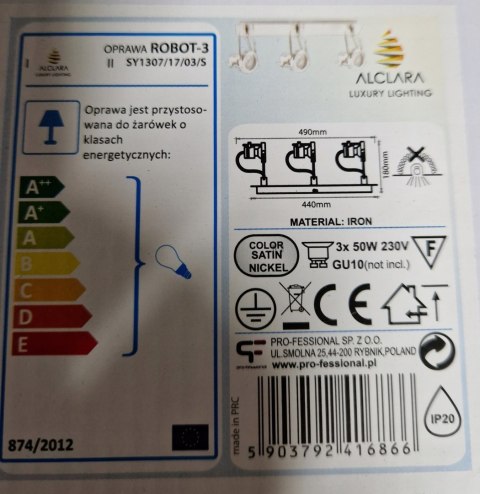 I
ALCLARA
LUXURY LIGHTING
OPRAWA ROBOT-3
II SY1307/17/03/S
Oprawa jest przystoso-
wana do żarówek o
klasach
energetycznych:
A++
A+
A
B
C
D
E
874/2012
ALCLARA
LUXURY LIGHTING
490mm
180mm
440mm
MATERIAL: IRON
COLOR
SATIN
NICKEL
3x 50W 230V
GU10(not incl.)
F
CE
PRO-FESSIONAL SP. Z O.O.
UL.SMOLNA 25,44-200 RYBNIK,POLAND
www.pro-fessional.pl
made in PRC
5 903792 416866
IP20